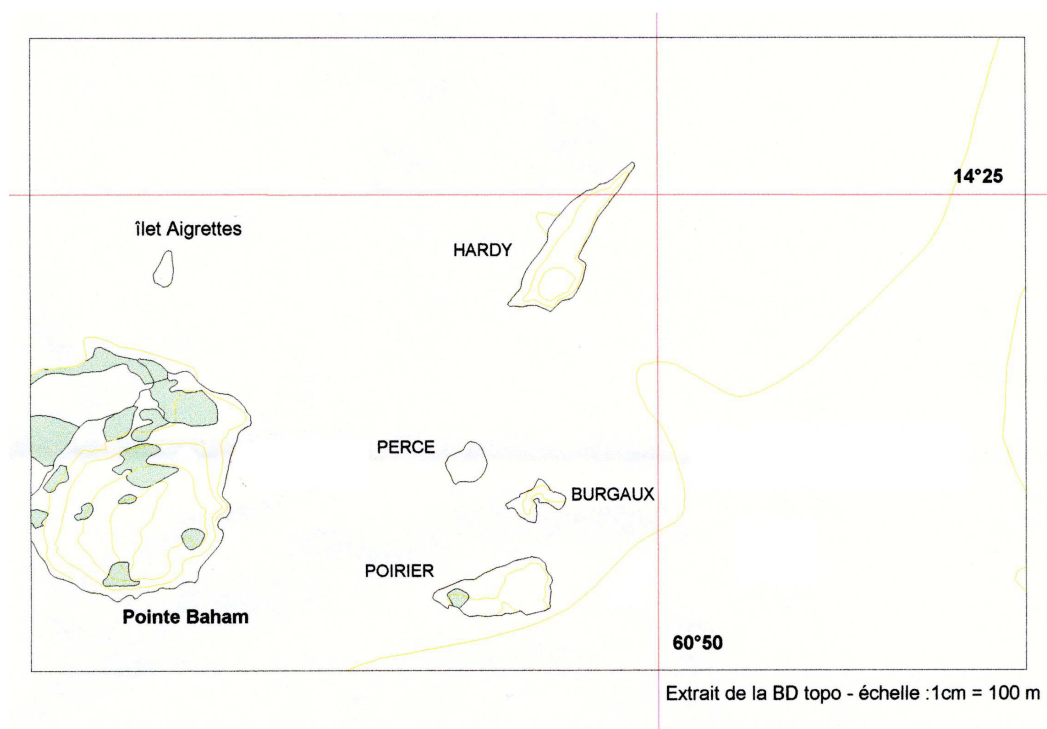 14°25
îlet Aigrettes
HARDY
PERCE
BURGAUX
POIRIER
Pointe Baham
60°50
Extrait de la BD topo - échelle :1cm = 100 m